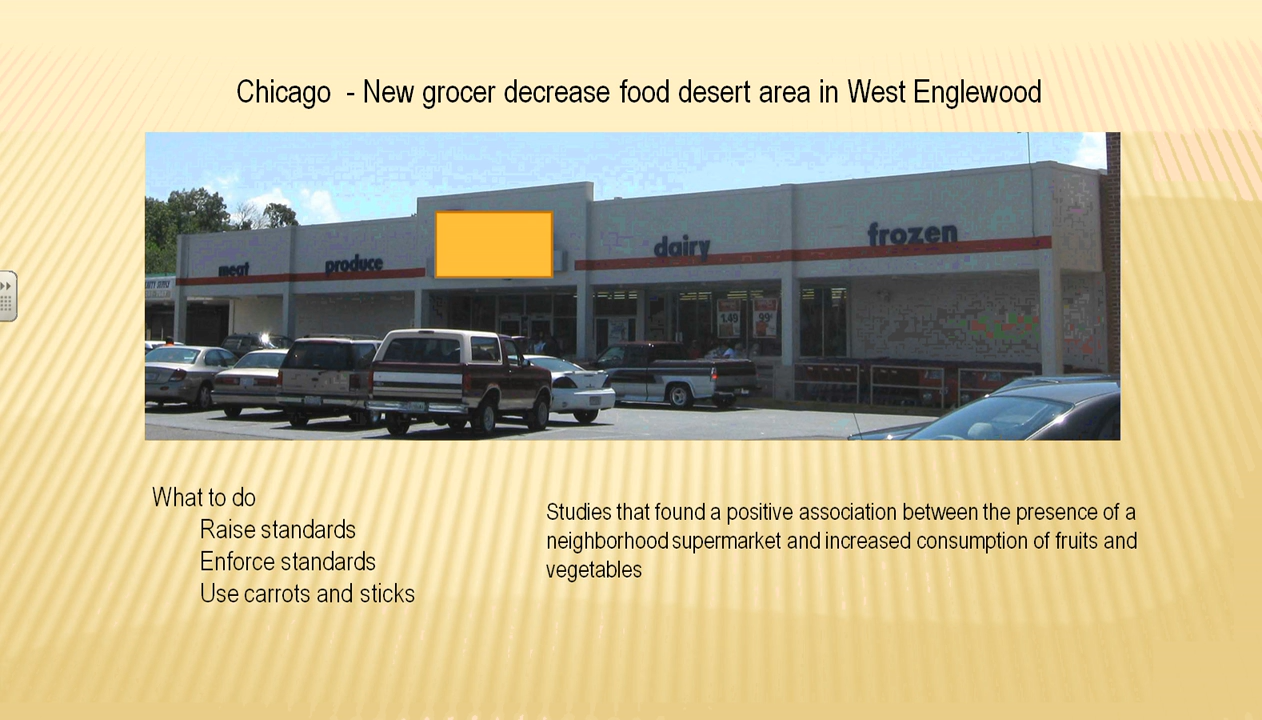 Chicago - New grocer decrease food desert area in West Englewood
meat
produce
dairy
frozen
1.49
99
What to do
Raise standards
Enforce standards
Use carrots and sticks
Studies that found a positive association between the presence of a
neighborhood supermarket and increased consumption of fruits and
vegetables